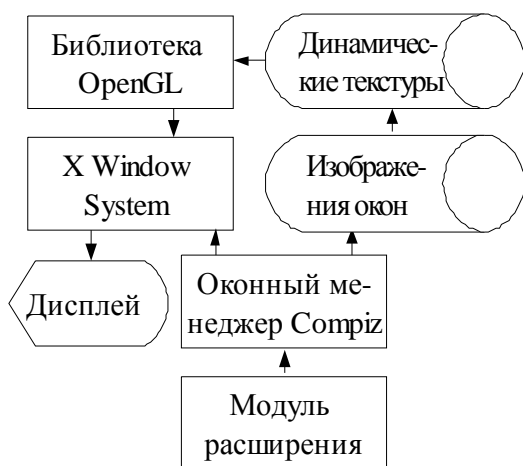 Библиотека
OpenGL
Динамичес-
кие текстуры
X Window
System
Изображе-
ния окон
Дисплей
Оконный ме-
неджер Compiz
Модуль
расширения